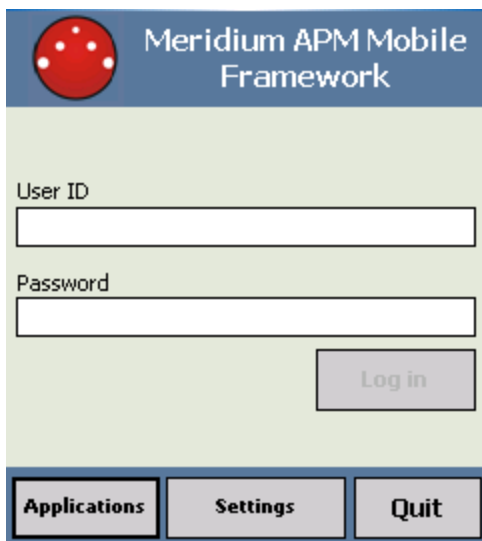 Meridium APM Mobile
Framework
User ID
Password
Log in
Applications Settings Quit